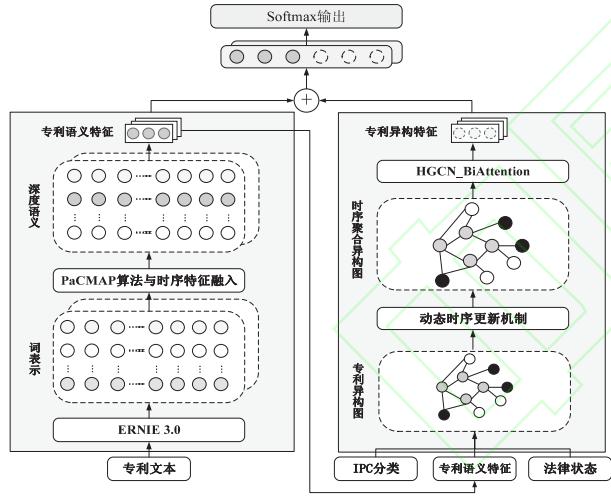 Softmax输出
专利语义特征
深度语义
PaCMAP算法与时序特征融入
词表示
ERNIE 3.0
专利文本
专利异构特征
HGCN_BiAttention
时序聚合异构图
动态时序更新机制
专利异构图
IPC分类
专利语义特征
法律状态